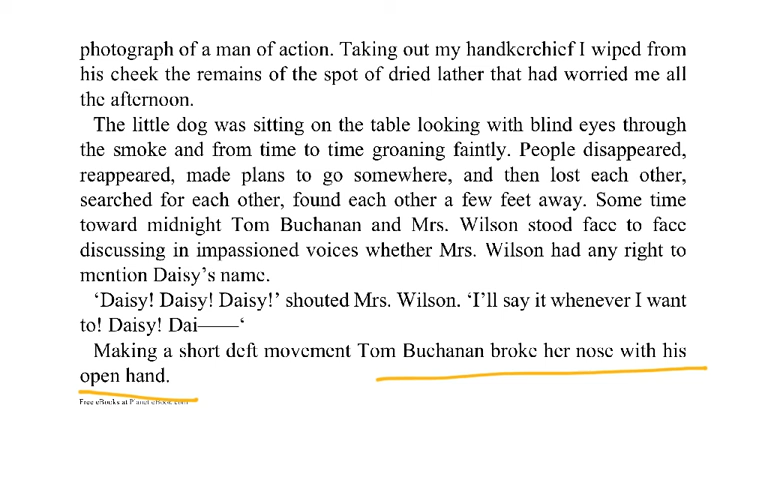 photograph of a man of action. Taking out my handkerchief I wiped from
his cheek the remains of the spot of dried lather that had worried me all
the afternoon.
The little dog was sitting on the table looking with blind eyes through
the smoke and from time to time groaning faintly. People disappeared,
reappeared, made plans to go somewhere, and then lost each other,
searched for each other, found each other a few feet away. Some time
toward midnight Tom Buchanan and Mrs. Wilson stood face to face
discussing in impassioned voices whether Mrs. Wilson had any right to
mention Daisy’s name.
‘Daisy! Daisy! Daisy!’ shouted Mrs. Wilson. ‘I’ll say it whenever I want
to! Daisy! Dai——‘
Making a short deft movement Tom Buchanan broke her nose with his
open hand.
Free eBooks at Planet eBook.com